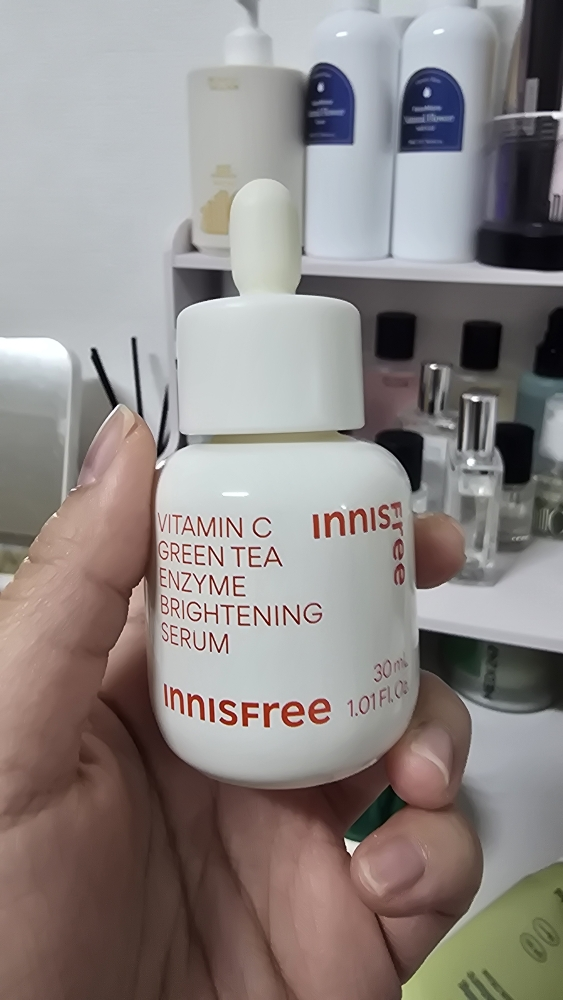 VITAMIN C
GREEN TEA
ENZYME
BRIGHTENING
SERUM
INNISFree
INNISFree
30 mL
1.01 Fl. Oz